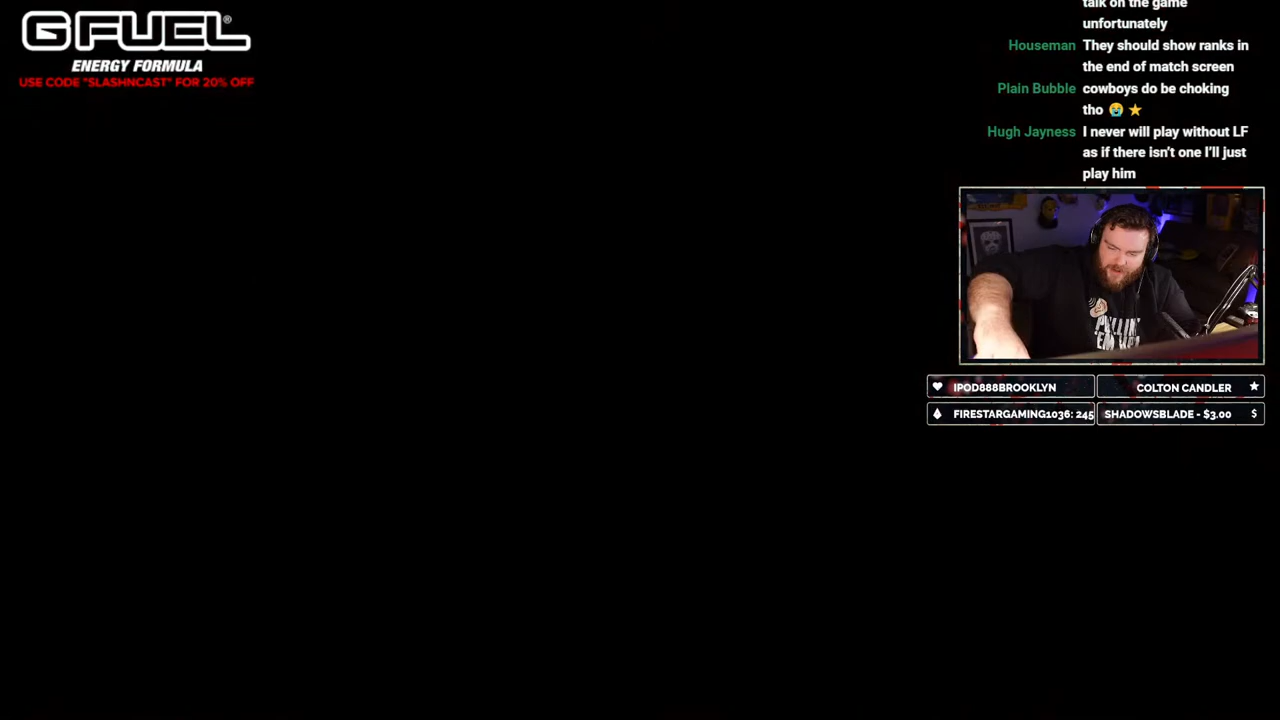 GFUEL®
ENERGY FORMULA
USE CODE "SLASHNCAST" FOR 20% OFF
talk on the game
unfortunately
Houseman They should show ranks in
the end of match screen
Plain Bubble cowboys do be choking
tho 😭 ⭐
Hugh Jayness I never will play without LF
as if there isn't one I'll just
play him
IPOD888BROOKLYN
COLTON CANDLER
FIRESTARGAMING1036: 245
SHADOWSBLADE - $3.00 $